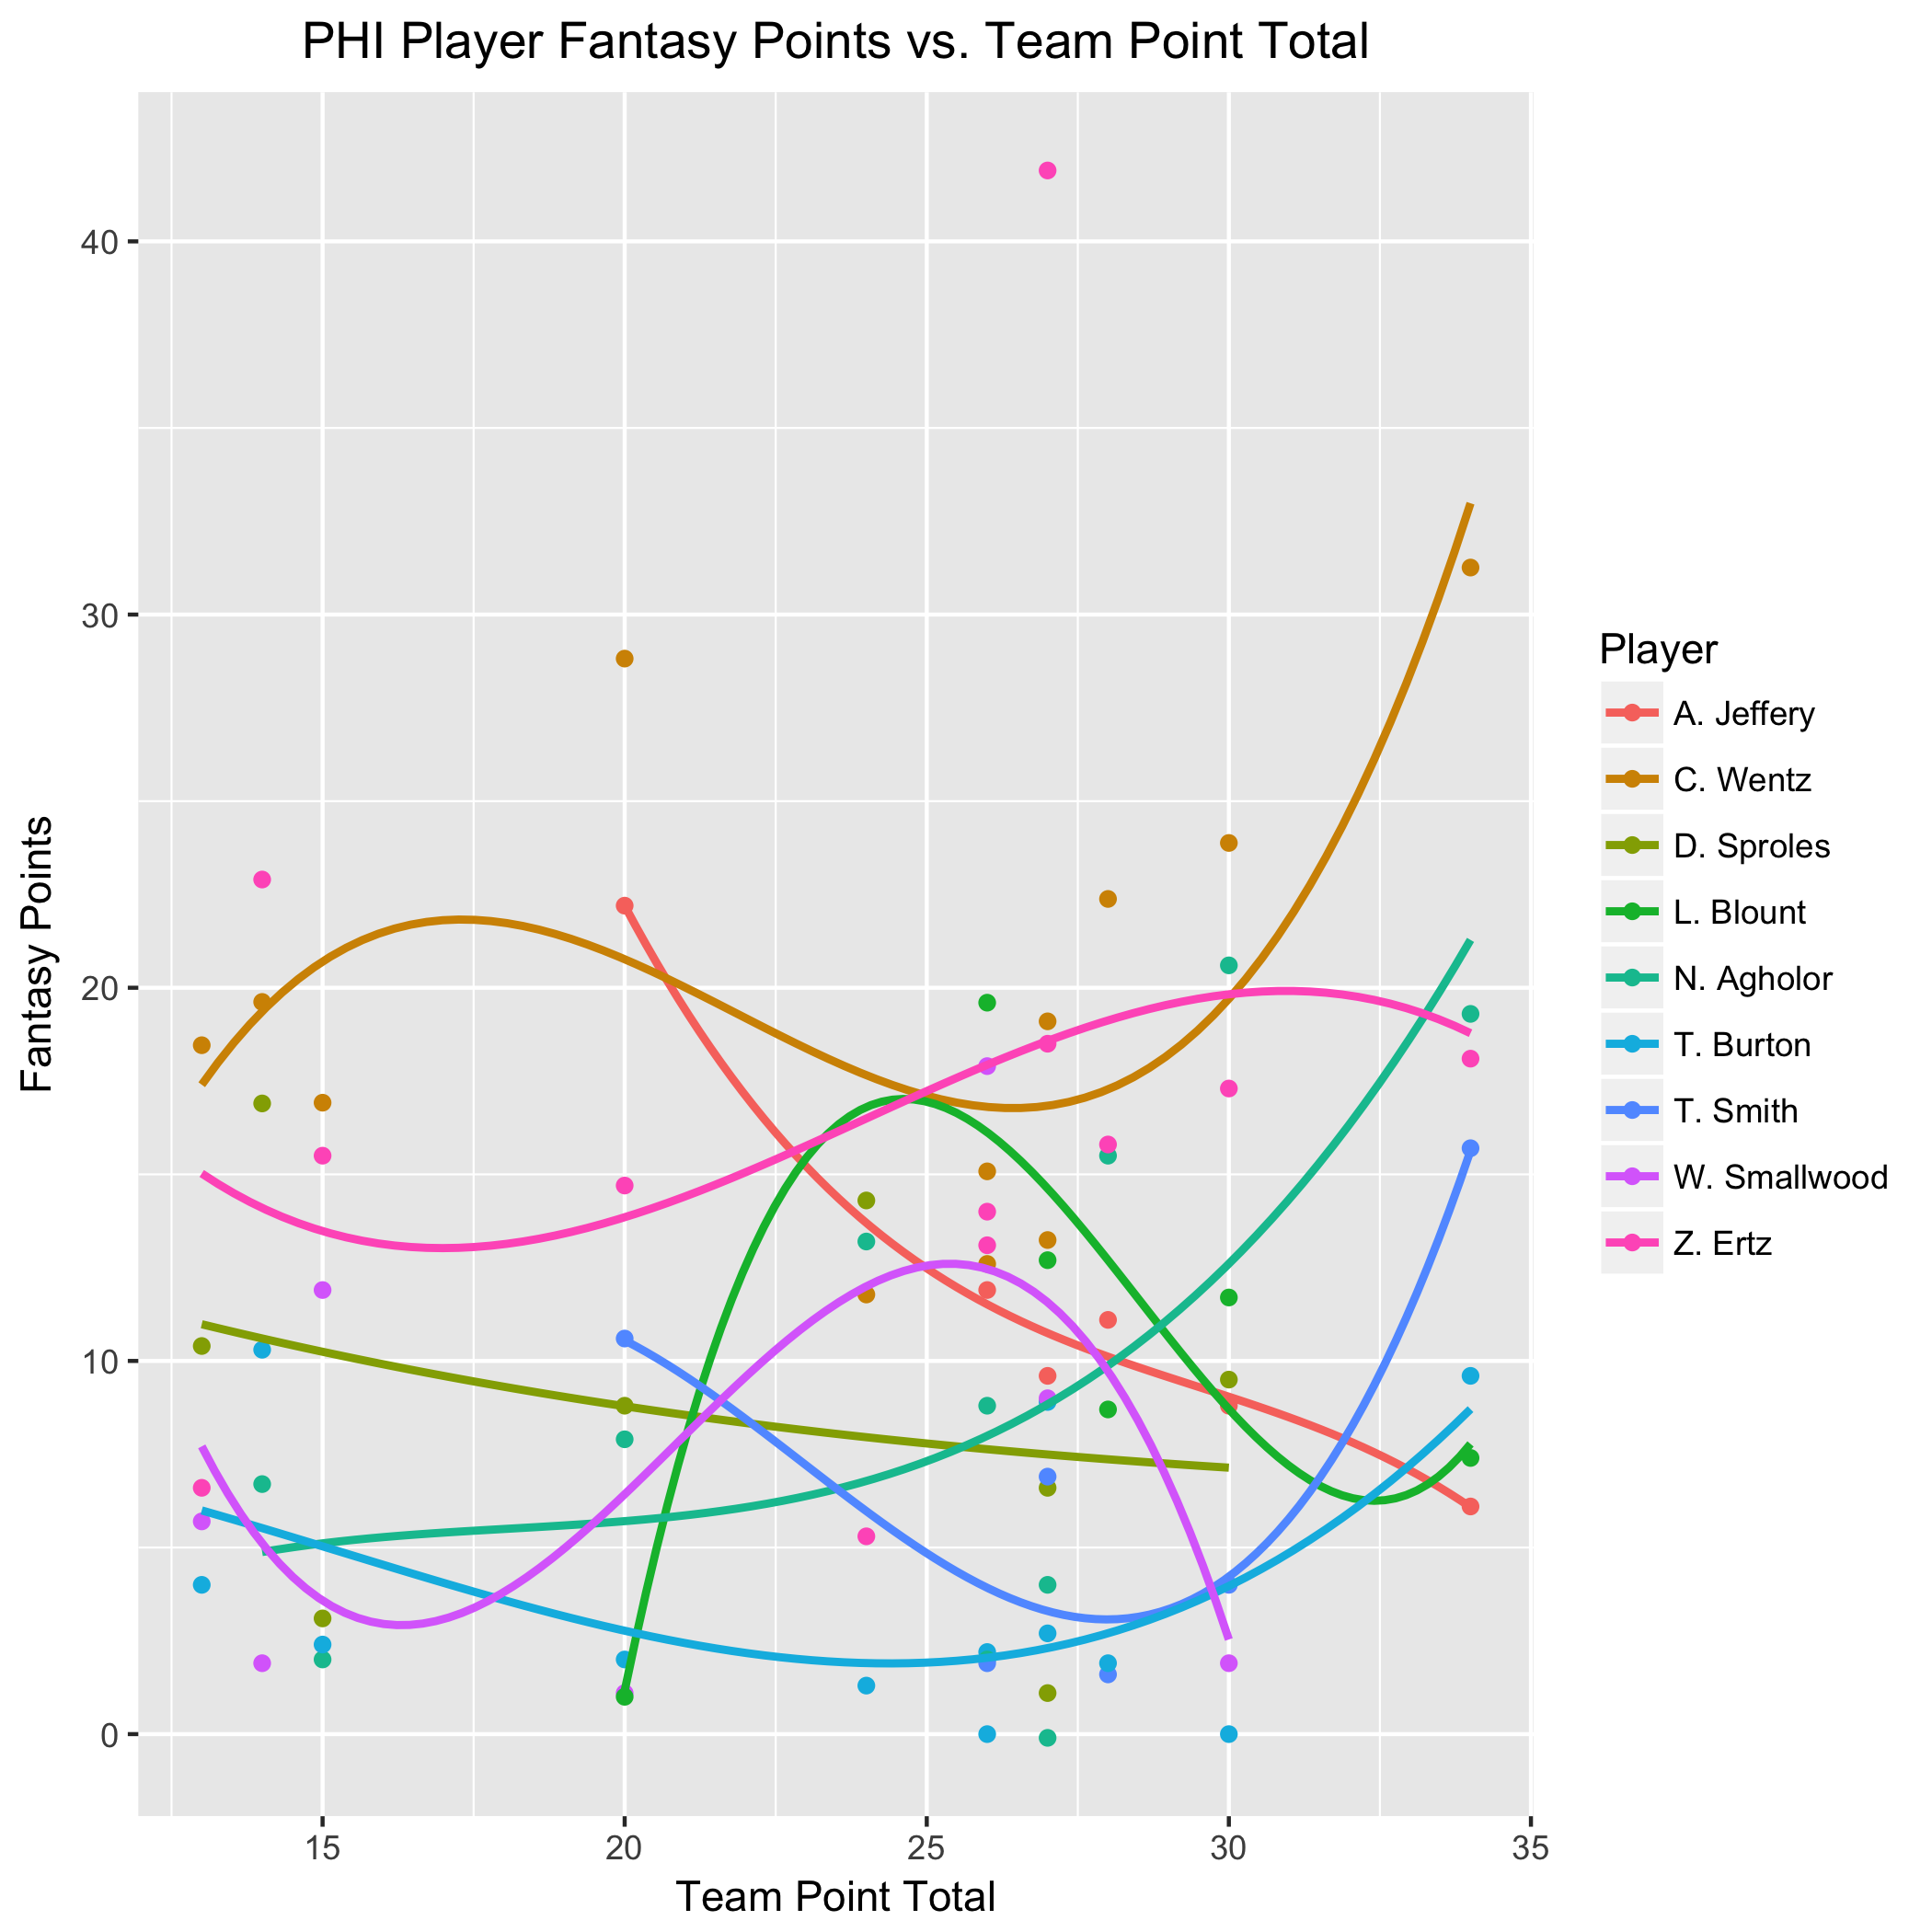 PHI Player Fantasy Points vs. Team Point Total
40
30
20
10
0
Fantasy Points
15
20
25
30
35
Team Point Total
Player
A. Jeffery
C. Wentz
D. Sproles
L. Blount
N. Agholor
T. Burton
T. Smith
W. Smallwood
Z. Ertz